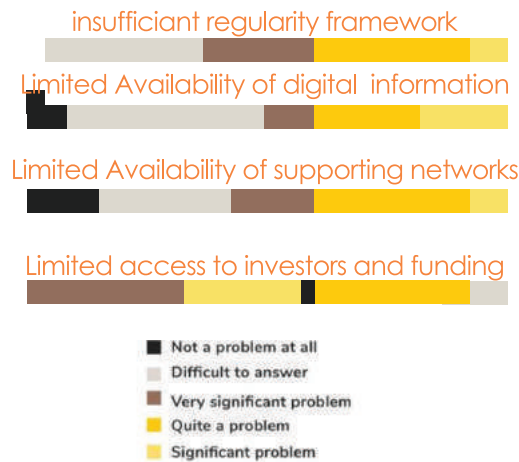 insufficiant regularity framework
Limited Availability of digital information
Limited Availability of supporting networks
Limited access to investors and funding
Not a problem at all
Difficult to answer
Very significant problem
Quite a problem
Significant problem